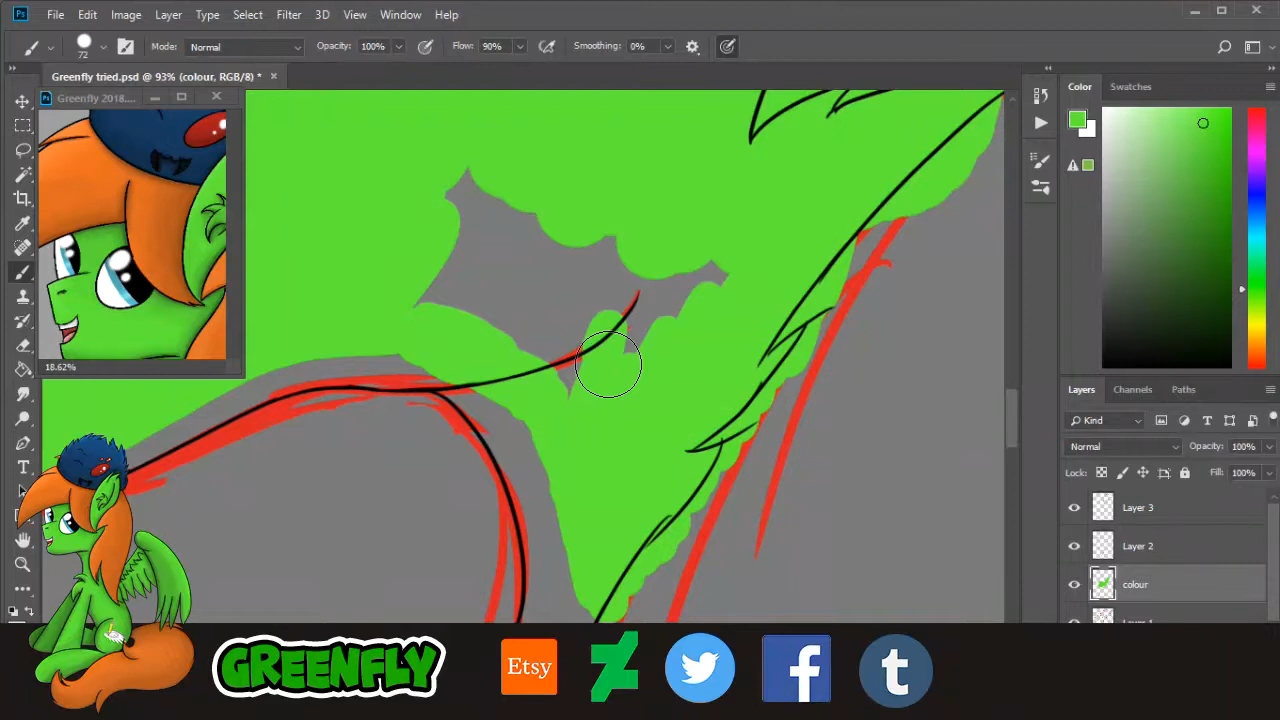 Ps File Edit Image Layer Type Select Filter 3D View Window Help
72 Mode: Normal Opacity: 100% Flow: 90% Smoothing: 0%
Greenfly tried.psd @ 93% (colour, RGB/8) *
Ps Greenfly 2018....
18.62%
Color Swatches
Layers Channels Paths
Kind
Normal Opacity: 100%
Lock: Fill: 100%
Layer 3
Layer 2
colour
GREENFLY
Etsy
f
t